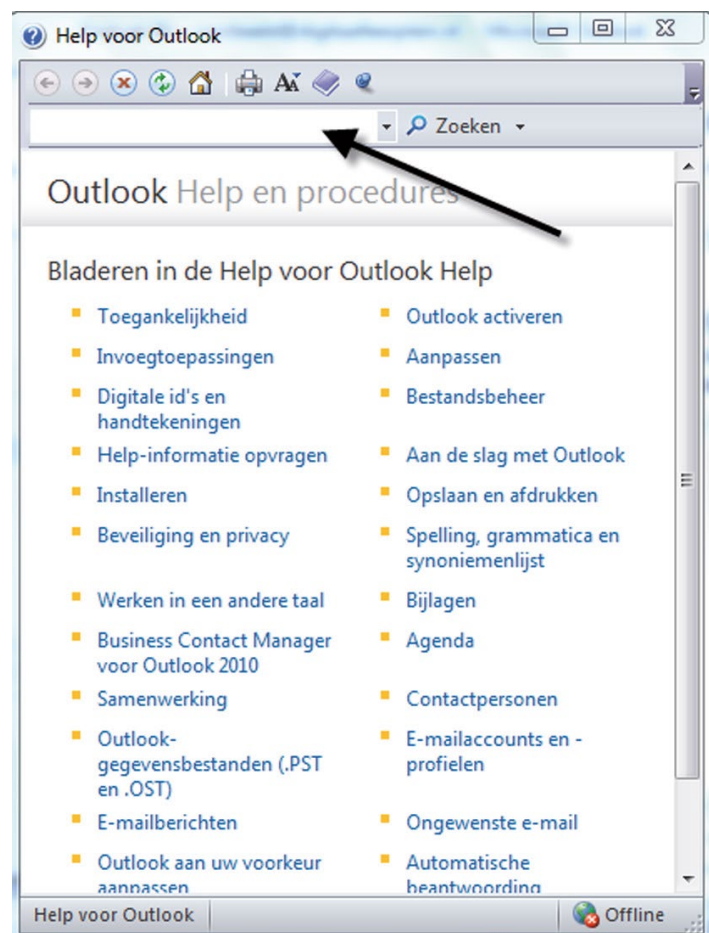 Help voor Outlook
Zoeken
Outlook Help en procedures
Bladeren in de Help voor Outlook Help
Toegankelijkheid
Outlook activeren
Invoegtoepassingen
Aanpassen
Digitale id's en
handtekeningen
Bestandsbeheer
Help-informatie opvragen
Aan de slag met Outlook
Installeren
Opslaan en afdrukken
Beveiliging en privacy
Spelling, grammatica en
synoniemenlijst
Werken in een andere taal
Bijlagen
Business Contact Manager
voor Outlook 2010
Agenda
Samenwerking
Contactpersonen
Outlook-
gegevensbestanden (.PST
en .OST)
E-mailaccounts en -
profielen
E-mailberichten
Ongewenste e-mail
Outlook aan uw voorkeur
aanpassen
Automatische
beantwoording
Help voor Outlook
Offline